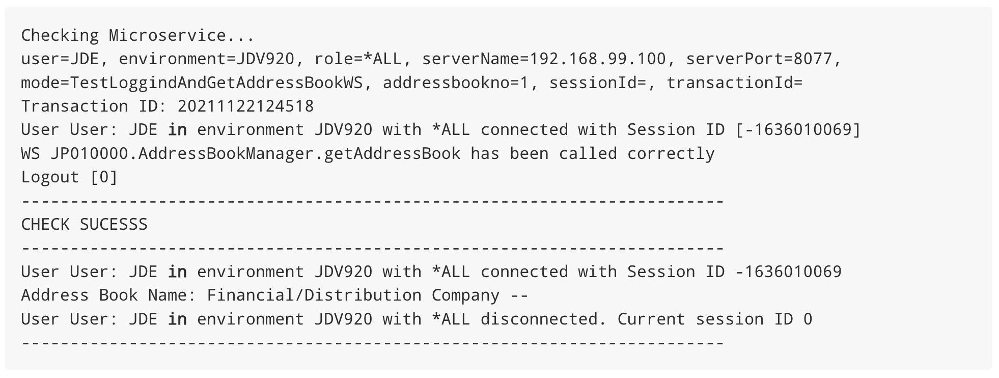 Checking Microservice...
user=JDE, environment=JDV920, role=*ALL, serverName=192.168.99.100, serverPort=8077,
mode=TestLoggindAndGetAddressBookWS, addressbookno=1, sessionId=, transactionId=
Transaction ID: 20211122124518
User User: JDE in environment JDV920 with *ALL connected with Session ID [-1636010069]
WS JP010000.AddressBookManager.getAddressBook has been called correctly
Logout [0]
------------------------------------------------------------------------
CHECK SUCESSS
------------------------------------------------------------------------
User User: JDE in environment JDV920 with *ALL connected with Session ID -1636010069
Address Book Name: Financial/Distribution Company --
User User: JDE in environment JDV920 with *ALL disconnected. Current session ID 0
------------------------------------------------------------------------